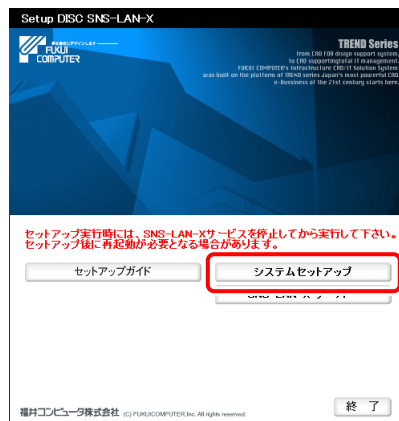 Setup DISC SNS-LAN-X
FUKUI
COMPUTER
TREND Series
from CAD FOR disign support system,
to CAD supportinglotal it management.
FUKUI COMPUTER's Infrastructure CAD/IT Solution System
was built on the platform of TREND series Japan's most powerful CAD
e-Bussiness of the 21st century starts here.
セットアップ実行時には、SNS-LAN-Xサービスを停止してから実行して下さい。
セットアップ後に再起動が必要となる場合があります。
セットアップガイド
システムセットアップ
福井コンピュータ株式会社 (C) FUKUICOMPUTER,Inc. All rights reserved.
終 了